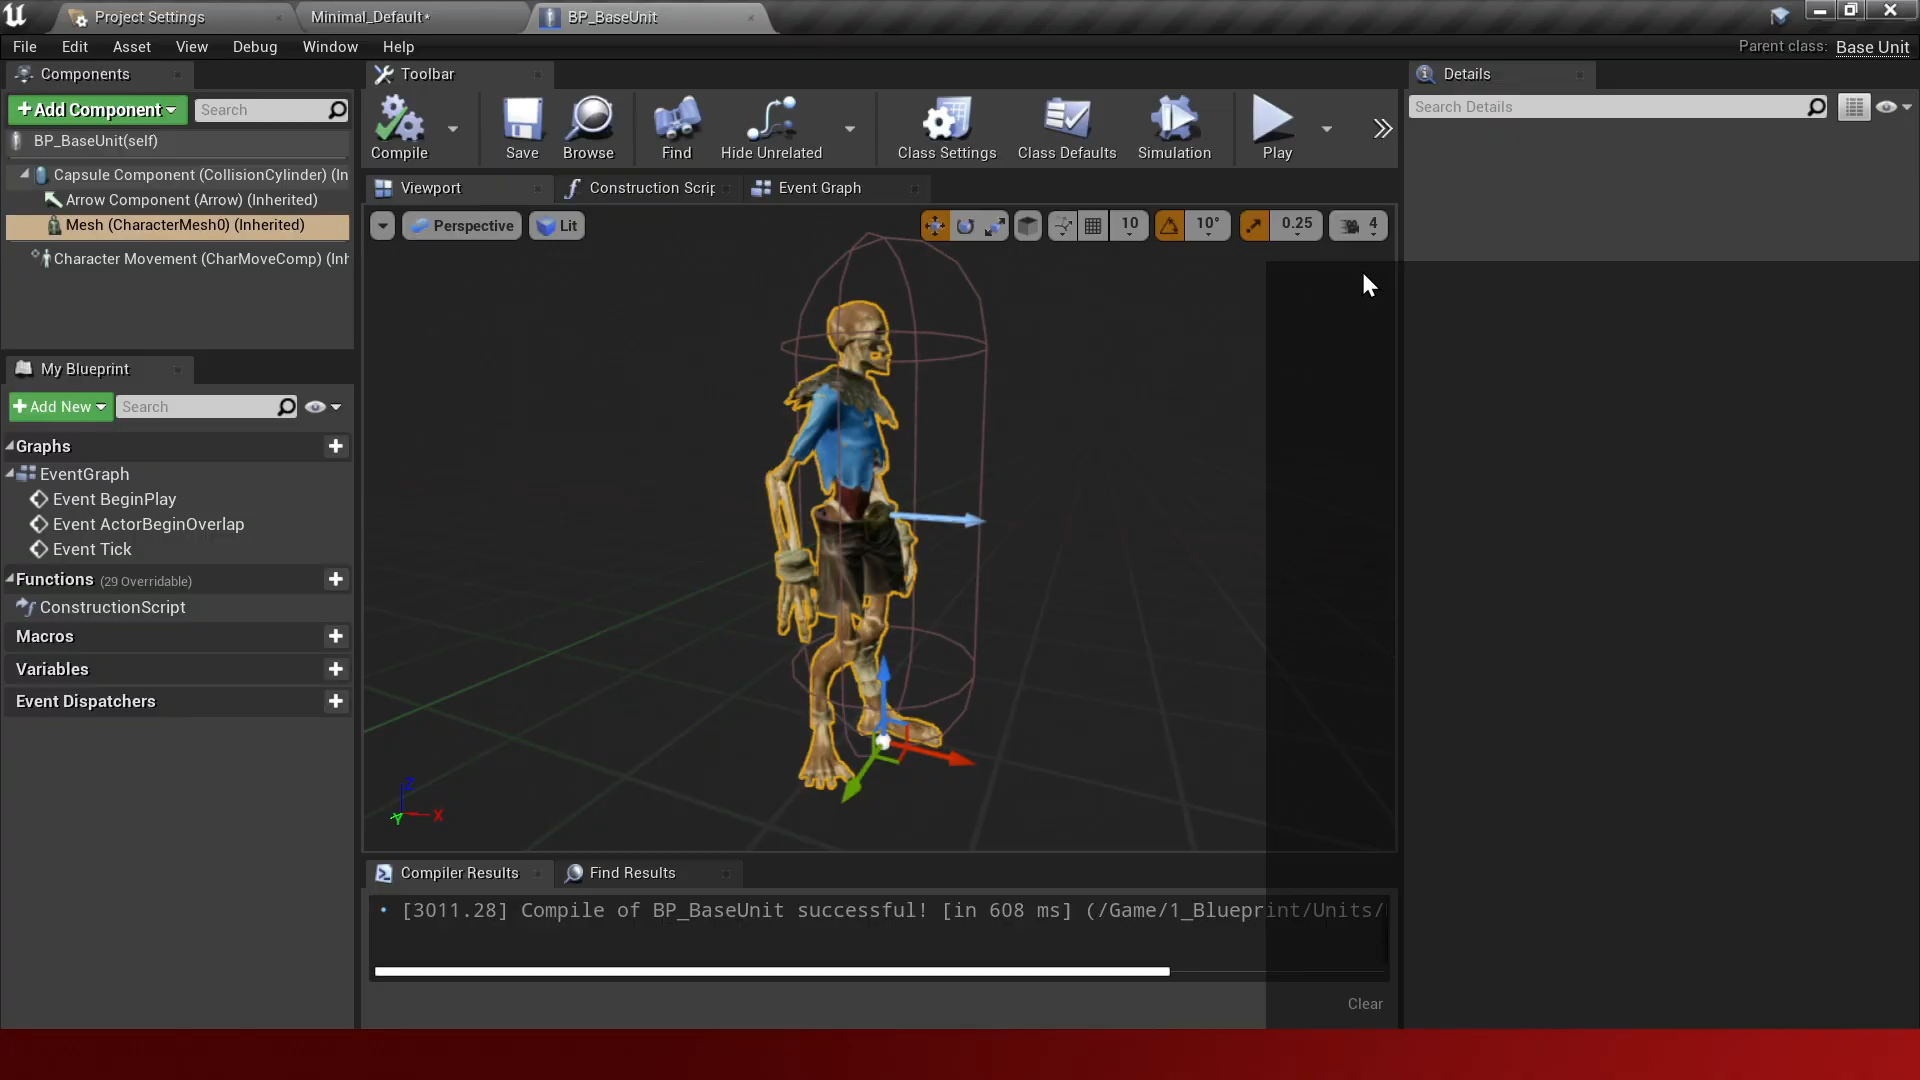 Project Settings
Minimal_Default*
BP_BaseUnit
File Edit Asset View Debug Window Help
Parent class: Base Unit
Components
Add Component
Search
BP_BaseUnit(self)
Capsule Component (CollisionCylinder) (In
Arrow Component (Arrow) (Inherited)
Mesh (CharacterMesh0) (Inherited)
Character Movement (CharMoveComp) (Inh
My Blueprint
Add New
Search
Graphs
EventGraph
Event BeginPlay
Event ActorBeginOverlap
Event Tick
Functions (29 Overridable)
ConstructionScript
Macros
Variables
Event Dispatchers
Toolbar
Compile
Save
Browse
Find
Hide Unrelated
Class Settings
Class Defaults
Simulation
Play
Viewport
Construction Scrip
Event Graph
Perspective
Lit
10
10°
0.25
4
Z
X
Y
Compiler Results
Find Results
[3011.28] Compile of BP_BaseUnit successful! [in 608 ms] (/Game/1_Blueprint/Units/
Clear
Details
Search Details